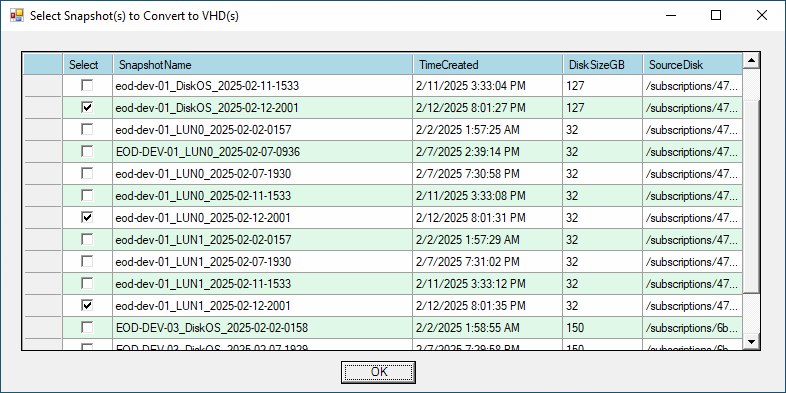 Select Snapshot(s) to Convert to VHD(s)
Select SnapshotName TimeCreated DiskSizeGB SourceDisk
eod-dev-01_DiskOS_2025-02-11-1533 2/11/2025 3:33:04 PM 127 /subscriptions/47...
eod-dev-01_DiskOS_2025-02-12-2001 2/12/2025 8:01:27 PM 127 /subscriptions/47...
eod-dev-01_LUN0_2025-02-02-0157 2/2/2025 1:57:25 AM 32 /subscriptions/47...
EOD-DEV-01_LUN0_2025-02-07-0936 2/7/2025 2:39:14 PM 32 /subscriptions/47...
eod-dev-01_LUN0_2025-02-07-1930 2/7/2025 7:30:58 PM 32 /subscriptions/47...
eod-dev-01_LUN0_2025-02-11-1533 2/11/2025 3:33:08 PM 32 /subscriptions/47...
eod-dev-01_LUN0_2025-02-12-2001 2/12/2025 8:01:31 PM 32 /subscriptions/47...
eod-dev-01_LUN1_2025-02-02-0157 2/2/2025 1:57:29 AM 32 /subscriptions/47...
eod-dev-01_LUN1_2025-02-07-1930 2/7/2025 7:31:02 PM 32 /subscriptions/47...
eod-dev-01_LUN1_2025-02-11-1533 2/11/2025 3:33:12 PM 32 /subscriptions/47...
eod-dev-01_LUN1_2025-02-12-2001 2/12/2025 8:01:35 PM 32 /subscriptions/47...
EOD-DEV-03_DiskOS_2025-02-02-0158 2/2/2025 1:58:55 AM 150 /subscriptions/6b...
EOD-DEV-03_DiskOS_2025-02-07-1929 2/7/2025 7:29:58 PM 150 /subscriptions/6b...
OK